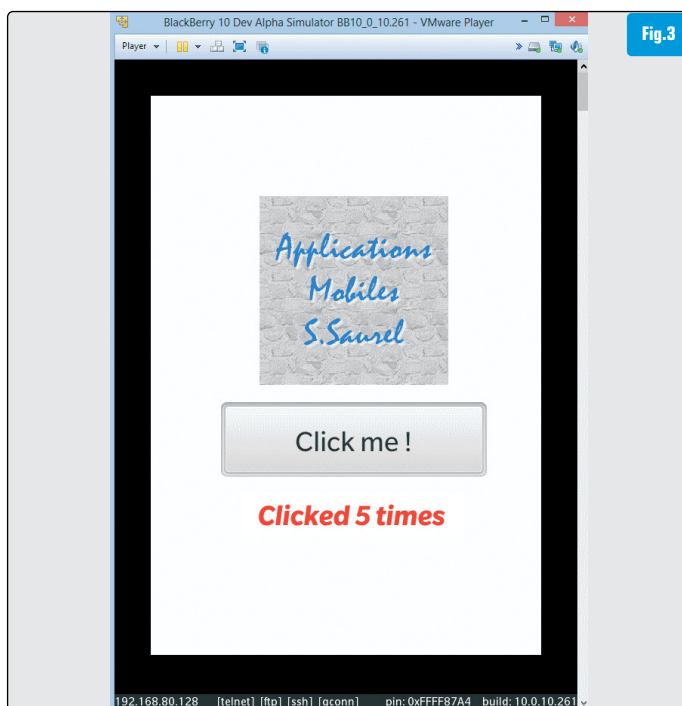 BlackBerry 10 Dev Alpha Simulator BB10_0_10.261 - VMware Player
Fig.3
Player
Applications
Mobiles
S.Saurel
Click me !
Clicked 5 times
192.168.80.128 [telnet] [ftp] [ssh] [qconn] pin: 0xFFFF87A4 build: 10.0.10.261